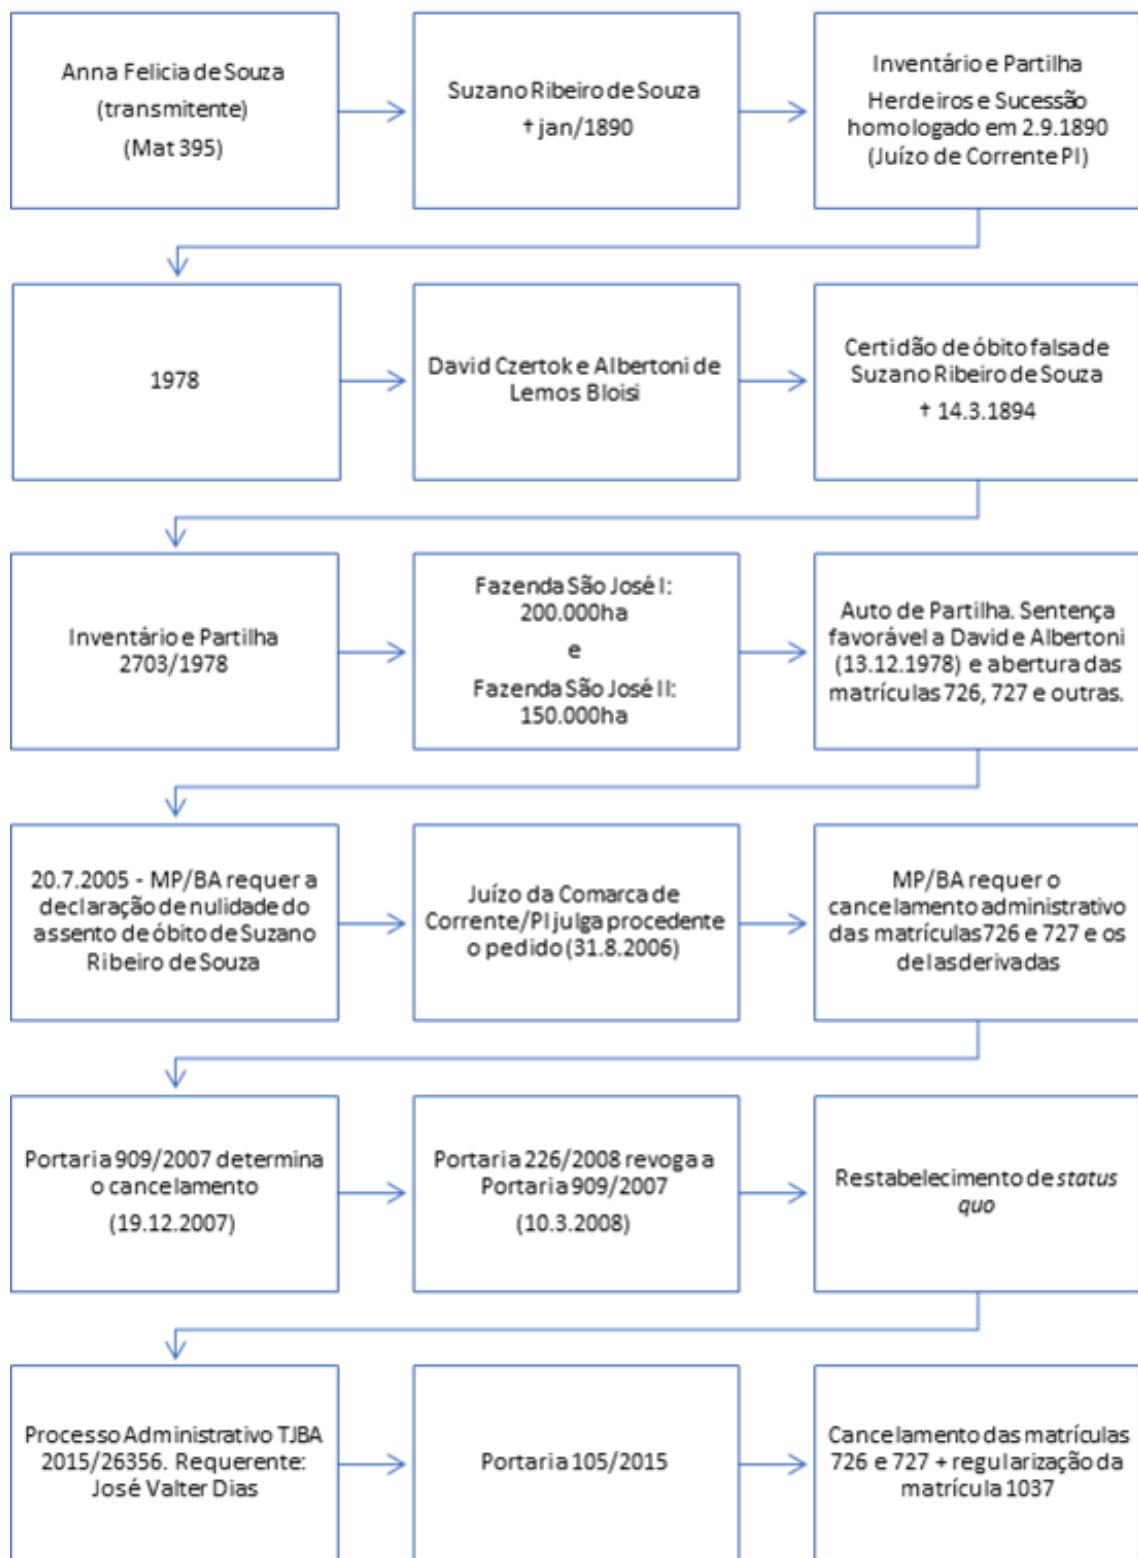 Anna Felicia de Souza
(transmitente)
(Mat 395)
Suzano Ribeiro de Souza
† jan/1890
Inventário e Partilha
Herdeiros e Sucessão
homologado em 2.9.1890
(Juízo de Corrente PI)
1978
David Czertok e Albertoni de
Lemos Bloisi
Certidão de óbito falsa de
Suzano Ribeiro de Souza
† 14.3.1894
Inventário e Partilha
2703/1978
Fazenda São José I:
200.000ha
e
Fazenda São José II:
150.000ha
Auto de Partilha. Sentença
favorável a David e Albertoni
(13.12.1978) e abertura das
matrículas 726, 727 e outras.
20.7.2005 - MP/BA requer a
declaração de nulidade do
assento de óbito de Suzano
Ribeiro de Souza
Juízo da Comarca de
Corrente/PI julga procedente
o pedido (31.8.2006)
MP/BA requer o
cancelamento administrativo
das matrículas 726 e 727 e os
delas derivadas
Portaria 909/2007 determina
o cancelamento
(19.12.2007)
Portaria 226/2008 revoga a
Portaria 909/2007
(10.3.2008)
Restabelecimento de status
quo
Processo Administrativo TJBA
2015/26356. Requerente:
José Valter Dias
Portaria 105/2015
Cancelamento das matrículas
726 e 727 + regularização da
matrícula 1037